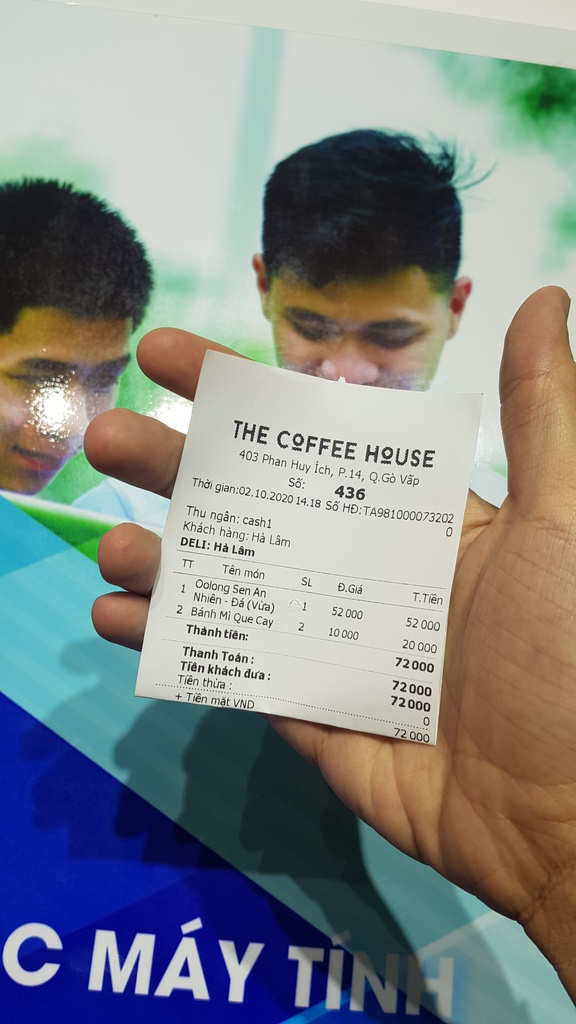 THE COFFEE HOUSE
403 Phan Huy Ích, P.14, Q.Gò Vấp
Số: 436
Thời gian:02.10.2020 14.18 Số HĐ:TA981000073202
0
Thu ngân: cash1
Khách hàng: Hà Lâm
DELI: Hà Lâm
TT Tên món SL Đ.Giá T.Tiền
1 Oolong Sen An
Nhiên - Đá (Vừa) 1 52 000 52 000
2 Bánh Mì Que Cay 2 10 000 20 000
Thành tiền: 72 000
Thanh Toán : 72 000
Tiền khách đưa : 72 000
Tiền thừa : 0
+ Tiền mặt VND 72 000
C MÁY TÍNH